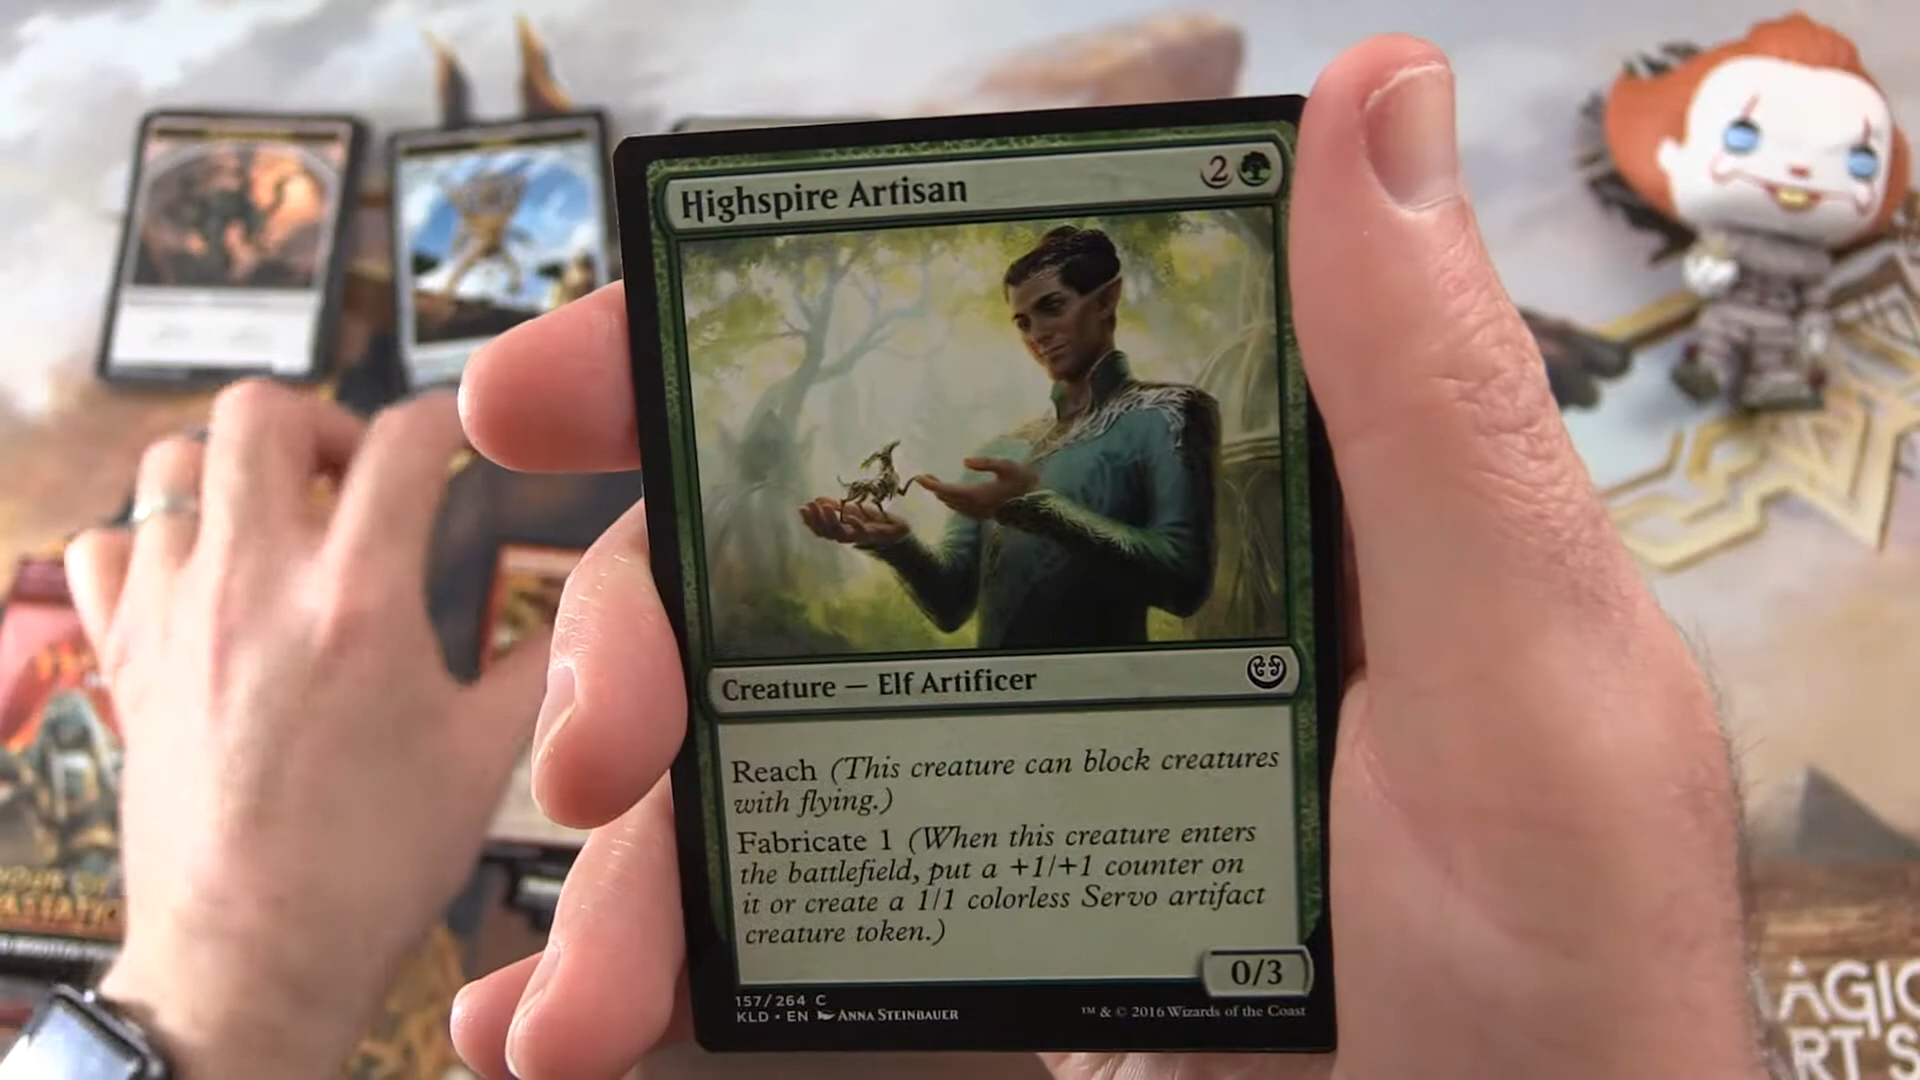 Highspire Artisan 2
Creature — Elf Artificer
Reach (This creature can block creatures
with flying.)
Fabricate 1 (When this creature enters
the battlefield, put a +1/+1 counter on
it or create a 1/1 colorless Servo artifact
creature token.)
0/3
157/264 C
KLD • EN ANNA STEINBAUER
™ & © 2016 Wizards of the Coast